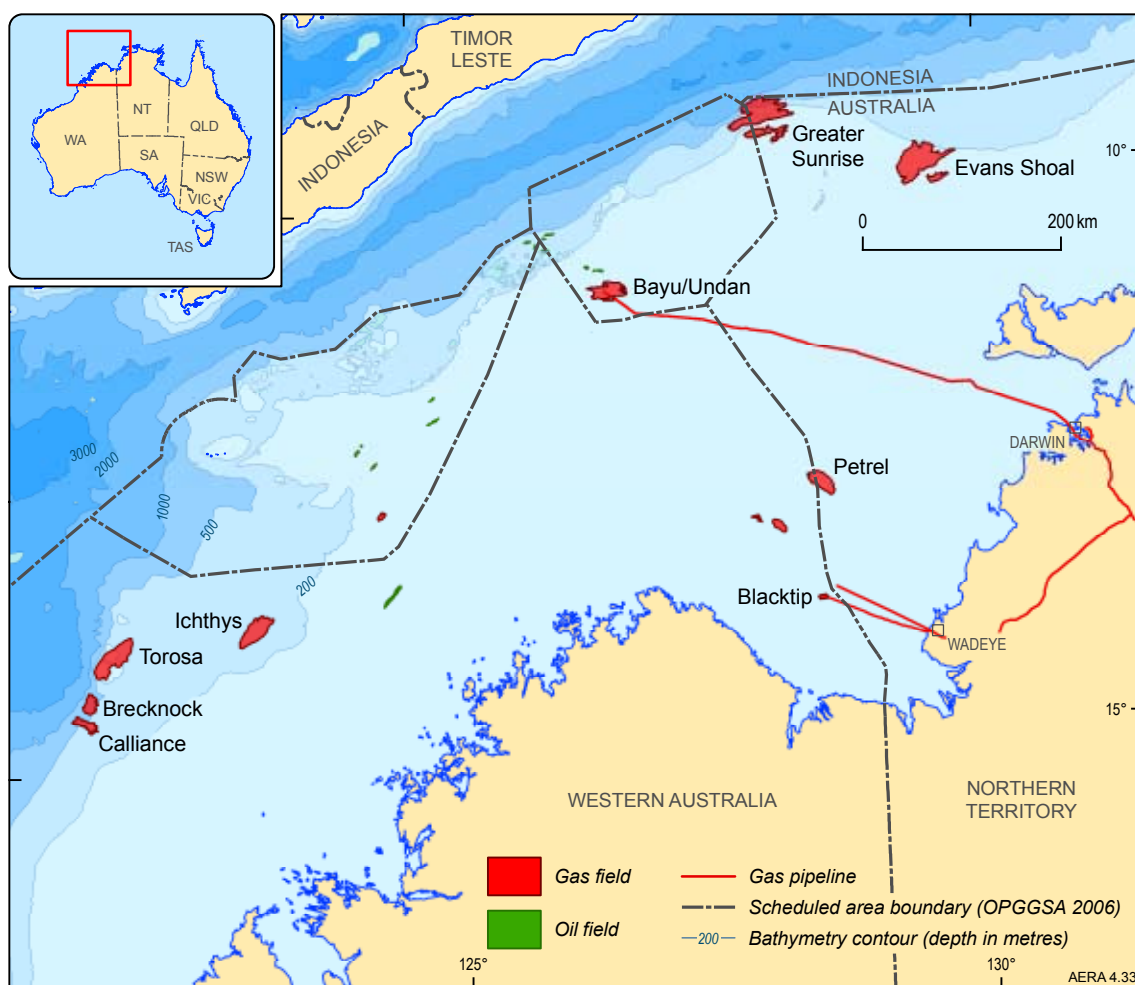 WA
NT
QLD
SA
NSW
VIC
TAS
TIMOR
LESTE
INDONESIA
INDONESIA
AUSTRALIA
Greater
Sunrise
Evans Shoal
10°
0
200 km
Bayu/Undan
DARWIN
Petrel
3000
2000
1000
500
200
Blacktip
WADEYE
Ichthys
Torosa
Brecknock
Calliance
15°
WESTERN AUSTRALIA
NORTHERN
TERRITORY
Gas field
Oil field
Gas pipeline
Scheduled area boundary (OPGGSA 2006)
200
Bathymetry contour (depth in metres)
125°
130°
AERA 4.33